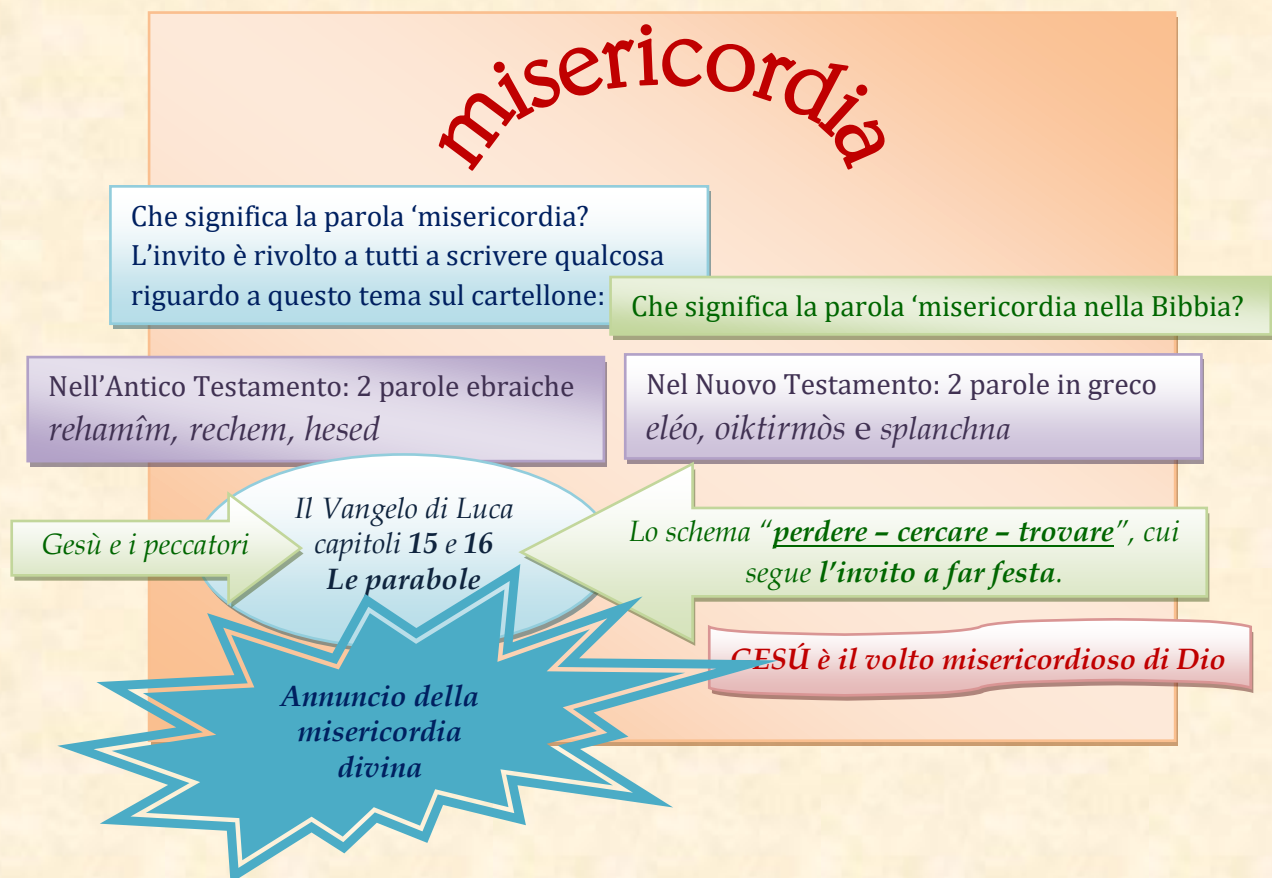 misericordia
Che significa la parola ‘misericordia?
L’invito è rivolto a tutti a scrivere qualcosa
riguardo a questo tema sul cartellone:
Che significa la parola ‘misericordia nella Bibbia?
Nell’Antico Testamento: 2 parole ebraiche
rehamîm, rechem, hesed
Nel Nuovo Testamento: 2 parole in greco
eléo, oiktirmòs e splanchna
Gesù e i peccatori
Il Vangelo di Luca
capitoli 15 e 16
Le parabole
Lo schema “perdere – cercare – trovare”, cui
segue l’invito a far festa.
GESÚ è il volto misericordioso di Dio
Annuncio della
misericordia
divina